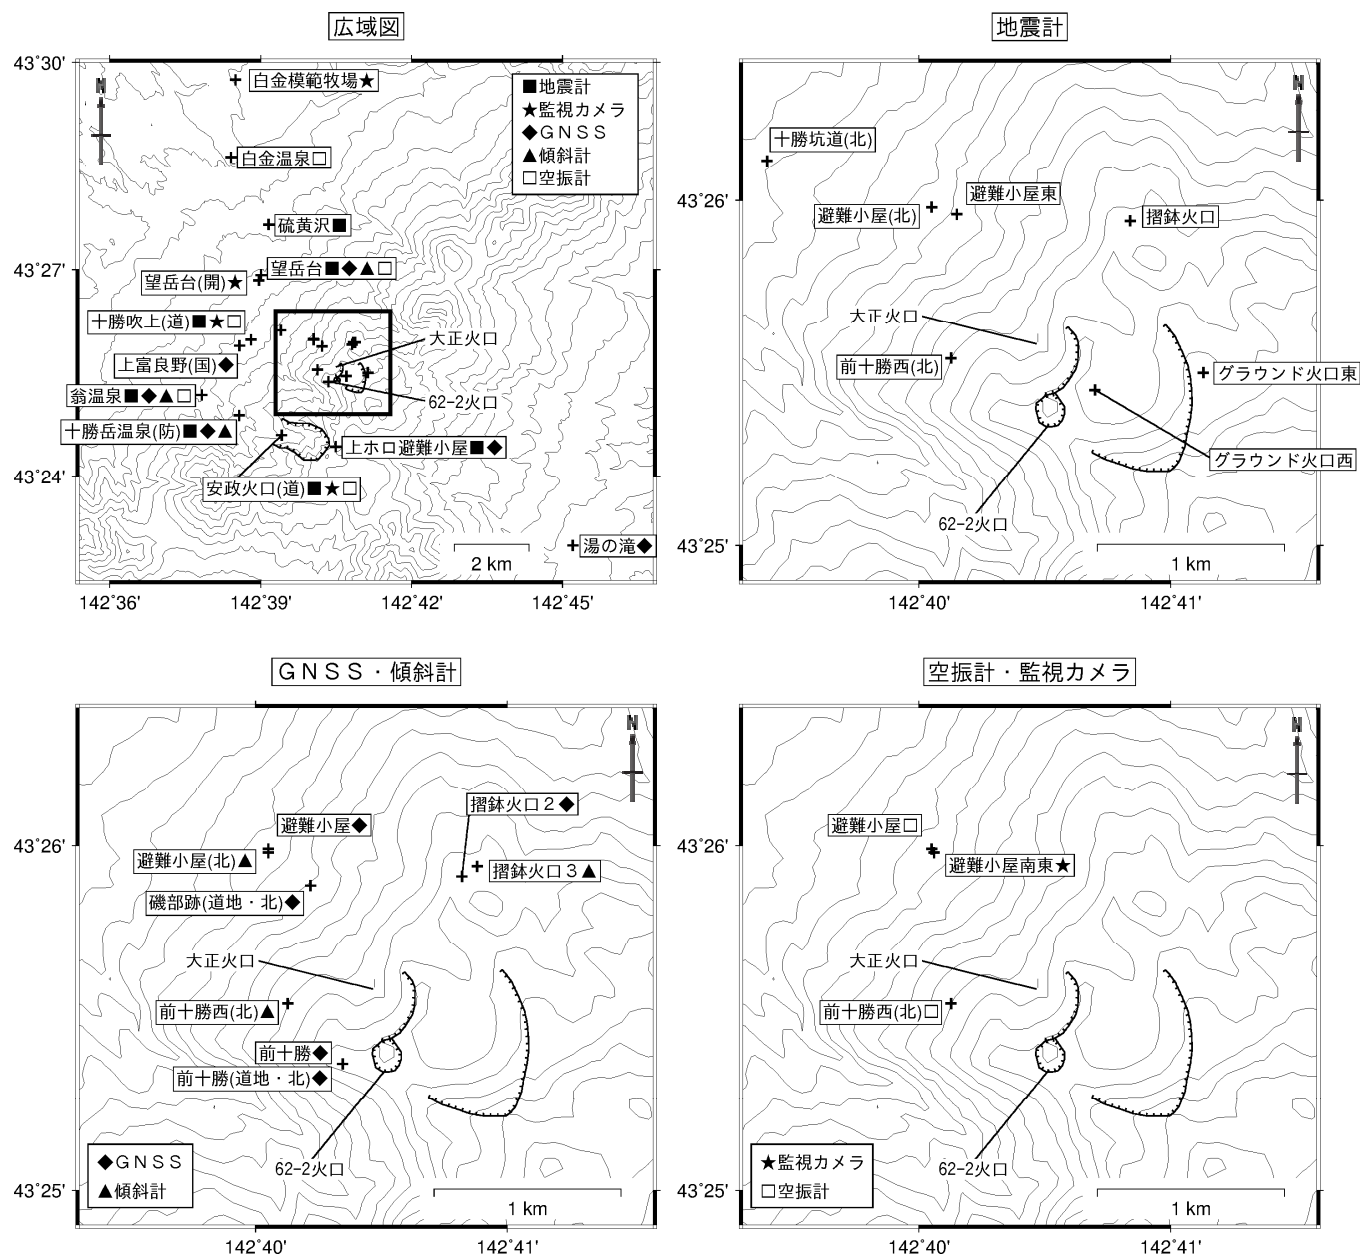 広域図
43°30'
43°27'
43°24'
142°36'
142°39'
142°42'
142°45'
N
■地震計
★監視カメラ
◆ＧＮＳＳ
▲傾斜計
□空振計
白金模範牧場★
白金温泉□
硫黄沢■
望岳台■◆▲□
望岳台(開)★
十勝吹上(道)■★□
上富良野(国)◆
翁温泉■◆▲□
十勝岳温泉(防)■◆▲
大正火口
62-2火口
上ホロ避難小屋■◆
安政火口(道)■★□
湯の滝◆
2 km
地震計
43°26'
43°25'
142°40'
142°41'
N
十勝坑道(北)
避難小屋東
避難小屋(北)
摺鉢火口
大正火口
前十勝西(北)
グラウンド火口東
グラウンド火口西
62-2火口
1 km
ＧＮＳＳ・傾斜計
43°26'
43°25'
142°40'
142°41'
N
摺鉢火口２◆
避難小屋◆
避難小屋(北)▲
摺鉢火口３▲
磯部跡(道地・北)◆
大正火口
前十勝西(北)▲
前十勝◆
前十勝(道地・北)◆
62-2火口
◆ＧＮＳＳ
▲傾斜計
1 km
空振計・監視カメラ
43°26'
43°25'
142°40'
142°41'
N
避難小屋□
避難小屋南東★
大正火口
前十勝西(北)□
62-2火口
★監視カメラ
□空振計
1 km